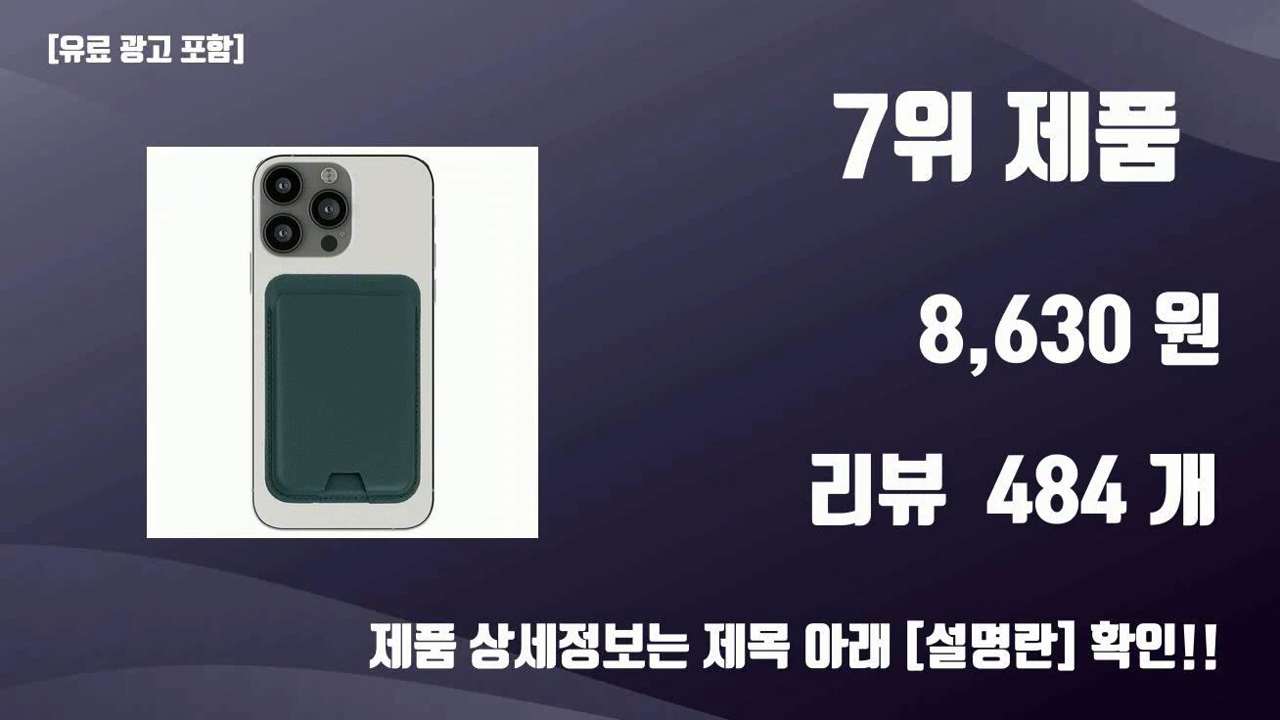 [유료 광고 포함]
7위 제품
8,630 원
리뷰 484 개
제품 상세정보는 제목 아래 [설명란] 확인!!